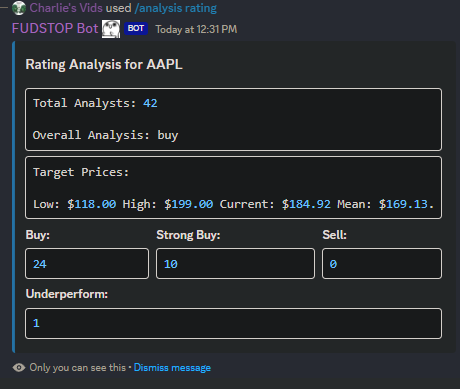 Charlie's Vids used /analysis rating
FUDSTOP Bot BOT Today at 12:31 PM
Rating Analysis for AAPL
Total Analysts: 42
Overall Analysis: buy
Target Prices:
Low: $118.00 High: $199.00 Current: $184.92 Mean: $169.13.
Buy: Strong Buy: Sell:
24 10 0
Underperform:
1
Only you can see this • Dismiss message